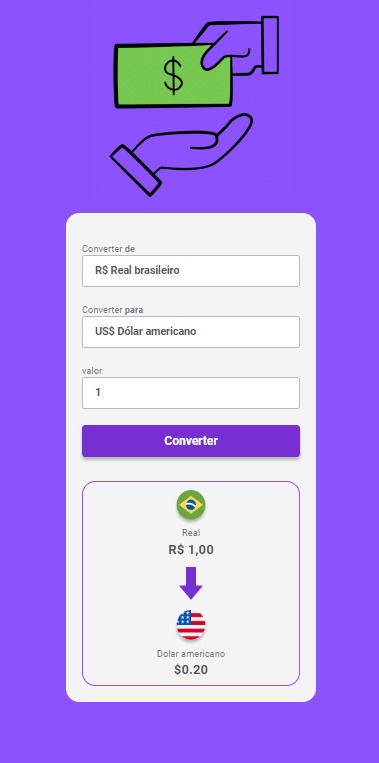 $
Converter de
R$ Real brasileiro
Converter para
US$ Dólar americano
valor
1
Converter
Real
R$ 1,00
Dolar americano
$0.20